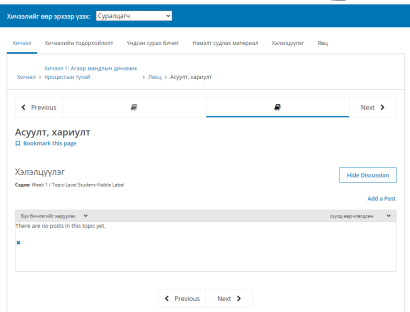 Хичээлийг өөр эрхээр үзэх: Суралцагч
Хичээл Хичээлийн тодорхойлолт Үндсэн сурах бичиг Нэмэлт судлах материал Хэлэлцүүлэг Явц
Хичээл 1: Агаар мандлын динамик
Хичээл > процессын тухай > Лекц > Асуулт, хариулт
Previous Next
Асуулт, хариулт
Bookmark this page
Хэлэлцүүлэг
Hide Discussion
Сэдэв: Week 1 / Topic-Level Student-Visible Label
Add a Post
Бүх бичлэгийг харуулах сүүлд өөрчлөгдсөн
There are no posts in this topic yet.
×
Previous Next